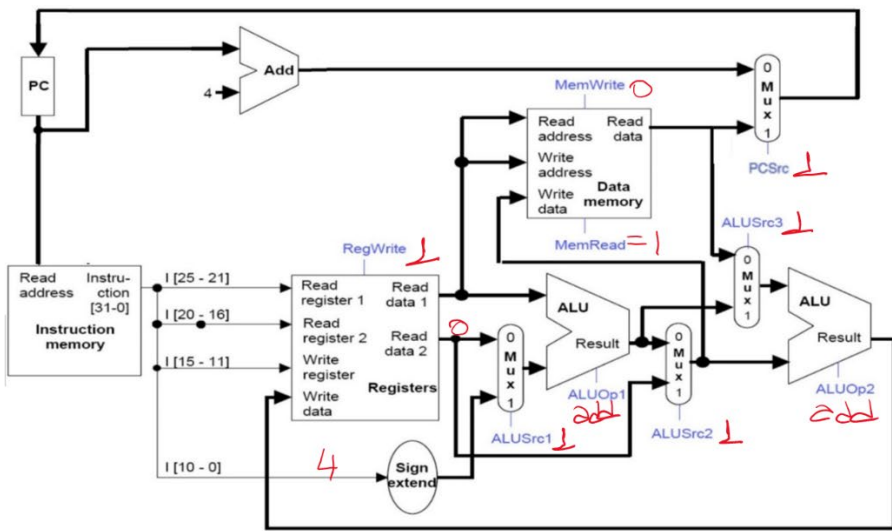 PC
4
Add
0
Mux
1
PCSrc 1
MemWrite 0
Read address
Read data
Write address
Write data
Data memory
MemRead =1
ALUSrc3 1
0
Mux
1
RegWrite 1
Read address
Instru-
ction
[31-0]
Instruction memory
I [25 - 21]
I [20 - 16]
I [15 - 11]
I [10 - 0]
4
Read register 1
Read data 1
Read register 2
Read data 2
Write register
Write data
Registers
0
0
Mux
1
ALUSrc1 1
Sign extend
ALU
Result
ALUOp1
add
0
Mux
1
ALUSrc2 1
ALU
Result
ALUOp2
add